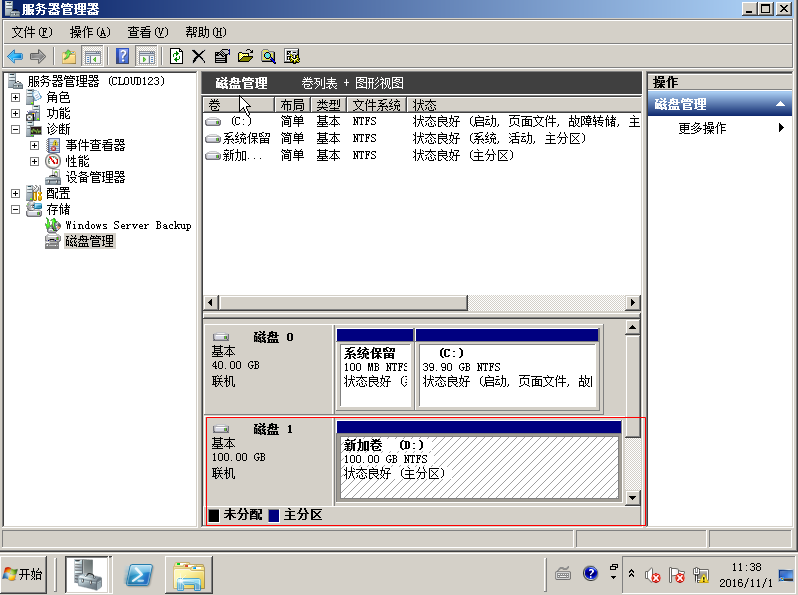 服务器管理器
文件(F) 操作(A) 查看(V) 帮助(H)
服务器管理器 (CLOUD123)
角色
功能
诊断
事件查看器
性能
设备管理器
配置
存储
Windows Server Backup
磁盘管理
磁盘管理 卷列表 + 图形视图
卷 布局 类型 文件系统 状态
(C:) 简单 基本 NTFS 状态良好 (启动, 页面文件, 故障转储, 主
系统保留 简单 基本 NTFS 状态良好 (系统, 活动, 主分区)
新加... 简单 基本 NTFS 状态良好 (主分区)
磁盘 0
基本
40.00 GB
联机
系统保留
100 MB NTFS
状态良好 (
(C:)
39.90 GB NTFS
状态良好 (启动, 页面文件, 故
磁盘 1
基本
100.00 GB
联机
新加卷 (D:)
100.00 GB NTFS
状态良好 (主分区)
未分配 主分区
操作
磁盘管理
更多操作
开始
11:38
2016/11/1